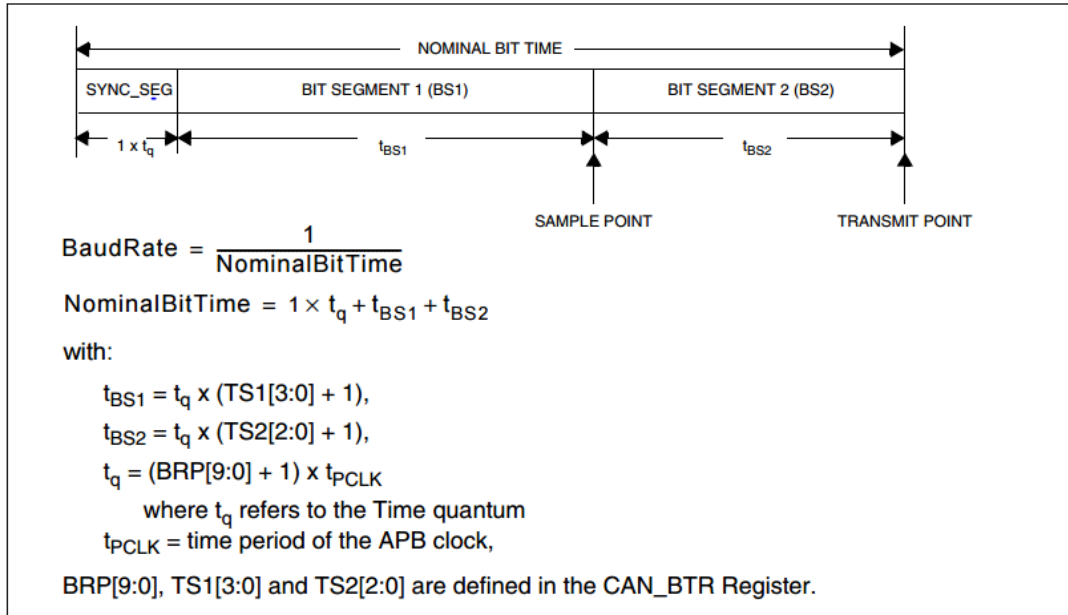 NOMINAL BIT TIME
SYNC_SEG BIT SEGMENT 1 (BS1) BIT SEGMENT 2 (BS2)
1 x tq tBS1 tBS2
SAMPLE POINT TRANSMIT POINT
BaudRate = 1 / NominalBitTime
NominalBitTime = 1 × tq + tBS1 + tBS2
with:
tBS1 = tq x (TS1[3:0] + 1),
tBS2 = tq x (TS2[2:0] + 1),
tq = (BRP[9:0] + 1) x tPCLK
where tq refers to the Time quantum
tPCLK = time period of the APB clock,
BRP[9:0], TS1[3:0] and TS2[2:0] are defined in the CAN_BTR Register.